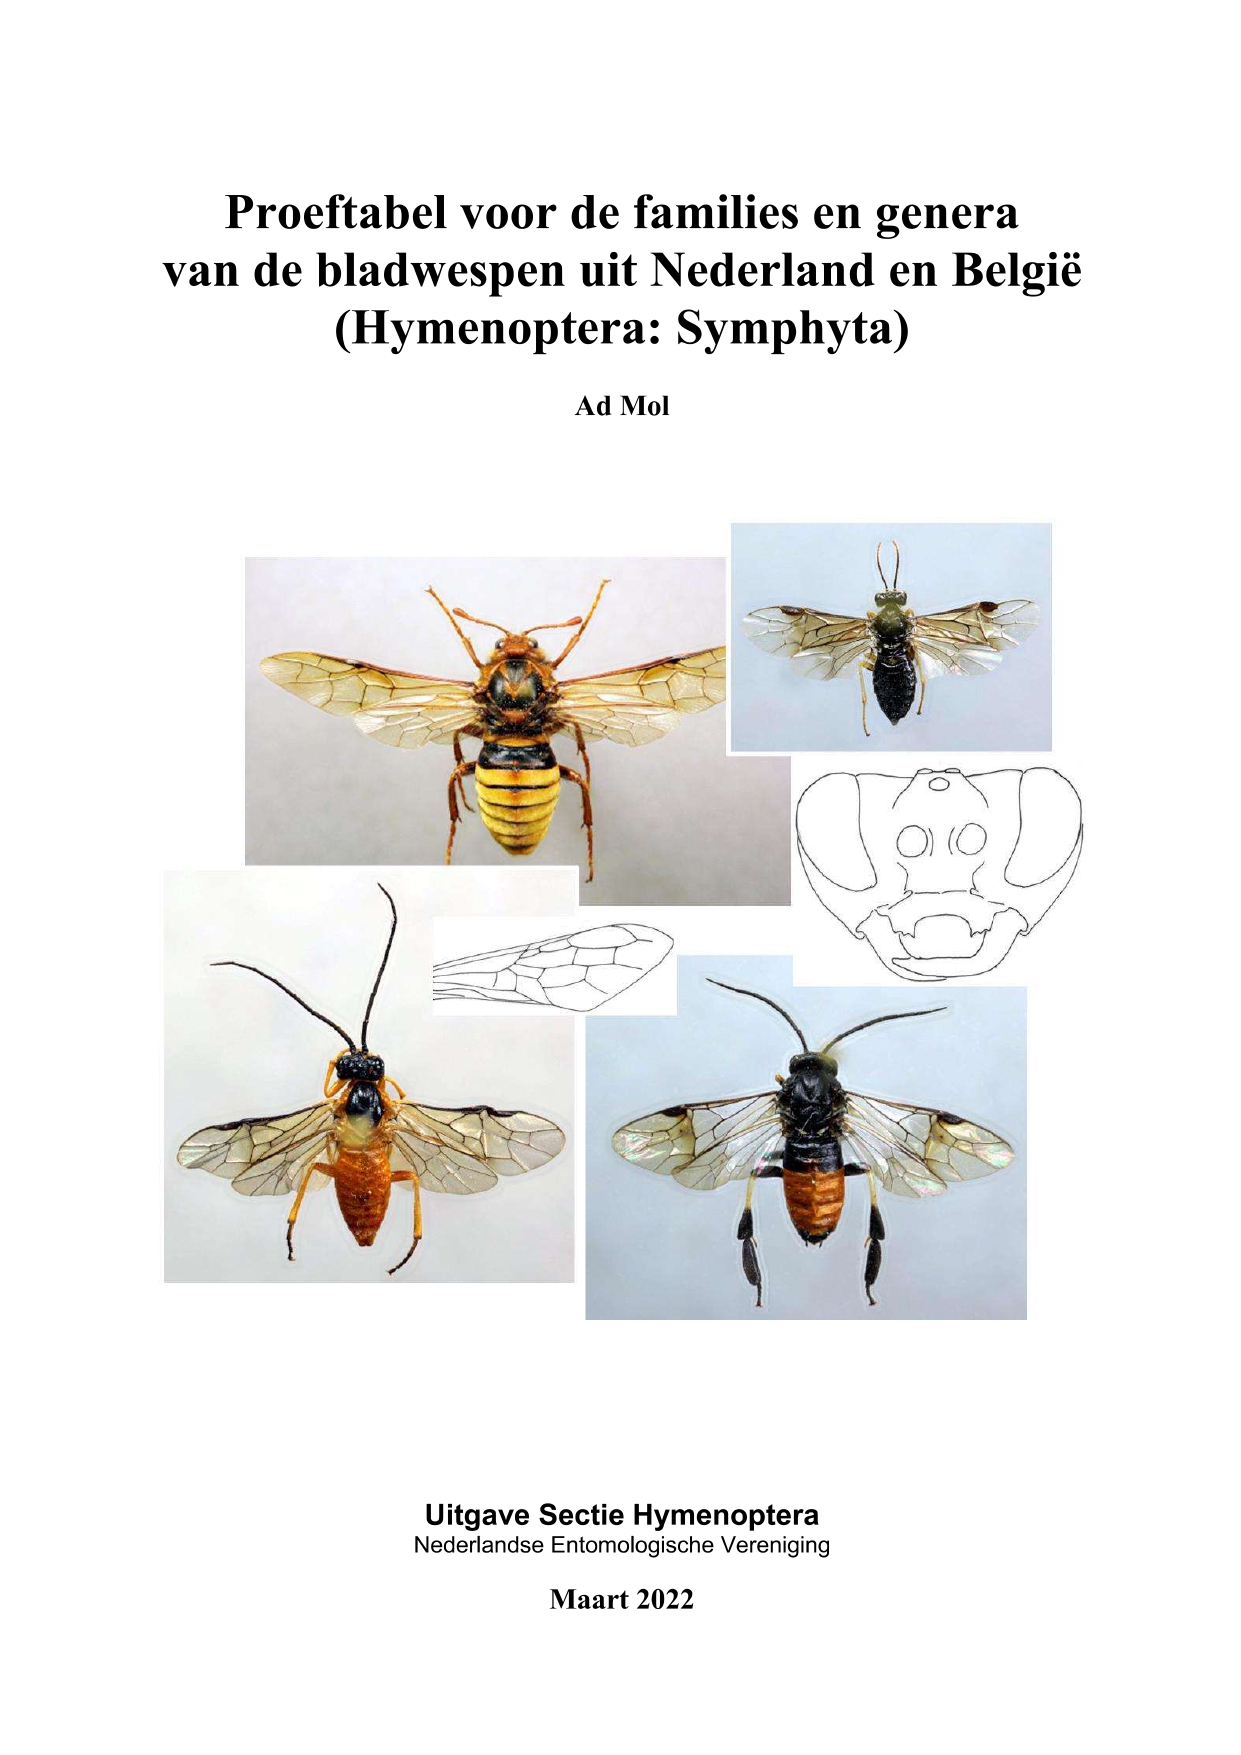 Proeftabel voor de families en genera
van de bladwespen uit Nederland en België
(Hymenoptera: Symphyta)
Ad Mol
Uitgave Sectie Hymenoptera
Nederlandse Entomologische Vereniging
Maart 2022